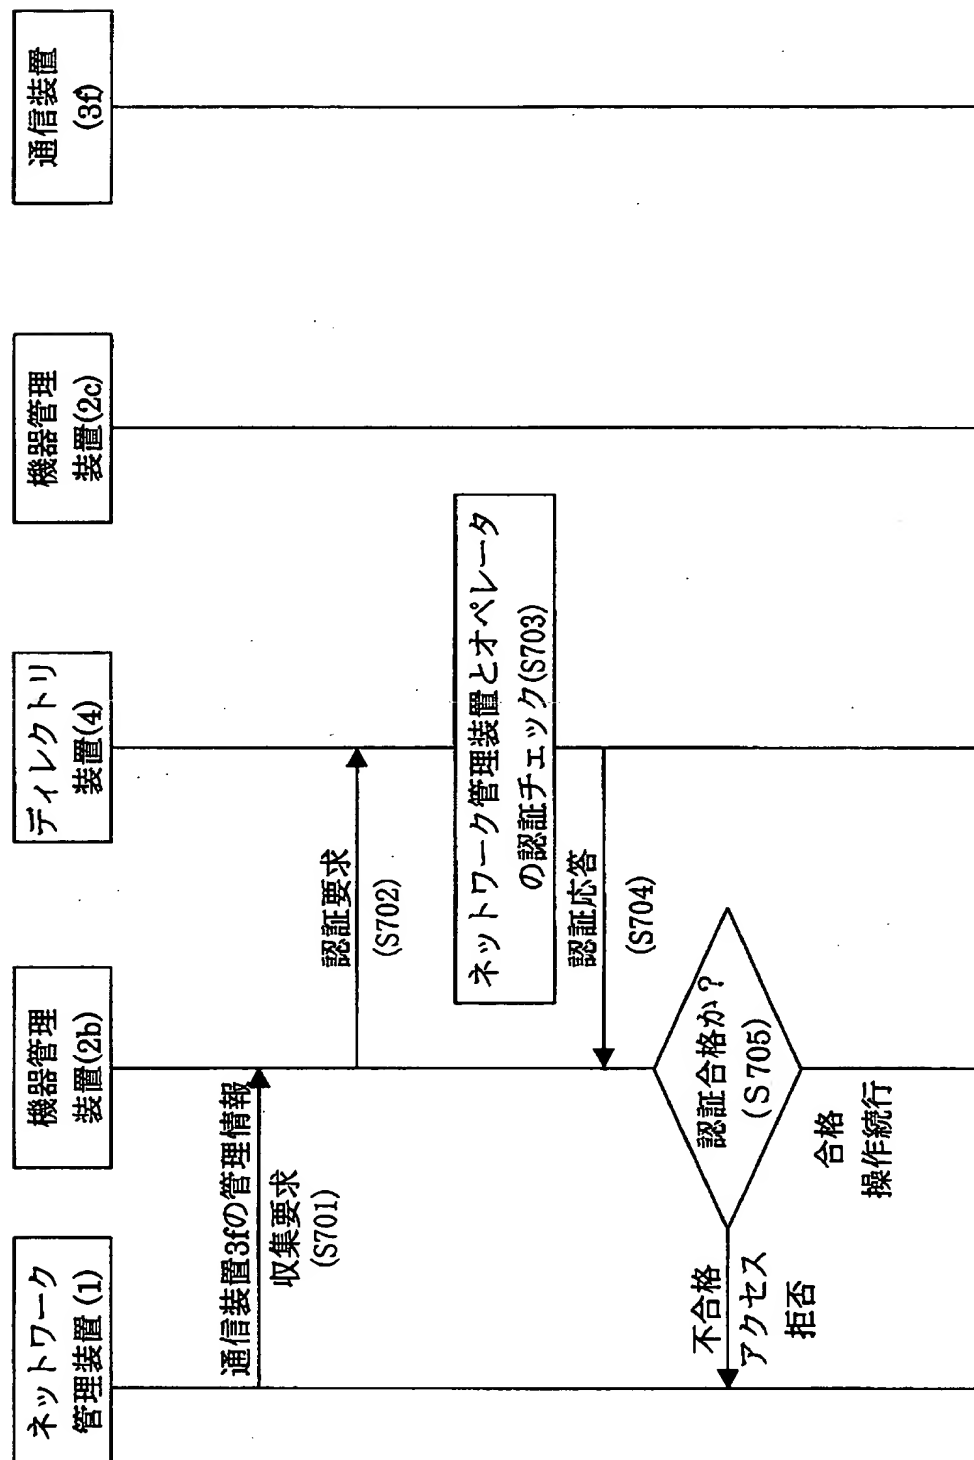 ネットワーク
管理装置(1)
機器管理
装置(2b)
ディレクトリ
装置(4)
機器管理
装置(2c)
通信装置
(3f)
通信装置3fの管理情報
収集要求
(S701)
認証要求
(S702)
ネットワーク管理装置とオペレータ
の認証チェック(S703)
認証応答
(S704)
認証合格か？
(S705)
不合格
アクセス
拒否
合格
操作続行